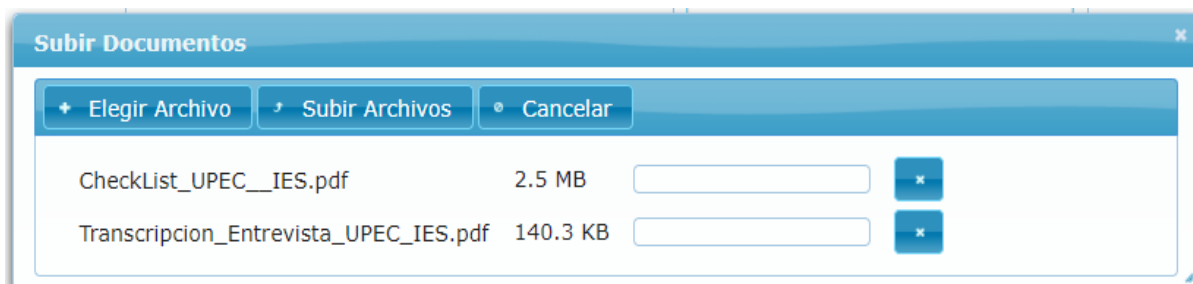 Subir Documentos
Elegir Archivo Subir Archivos Cancelar
CheckList_UPEC__IES.pdf 2.5 MB
Transcripcion_Entrevista_UPEC_IES.pdf 140.3 KB